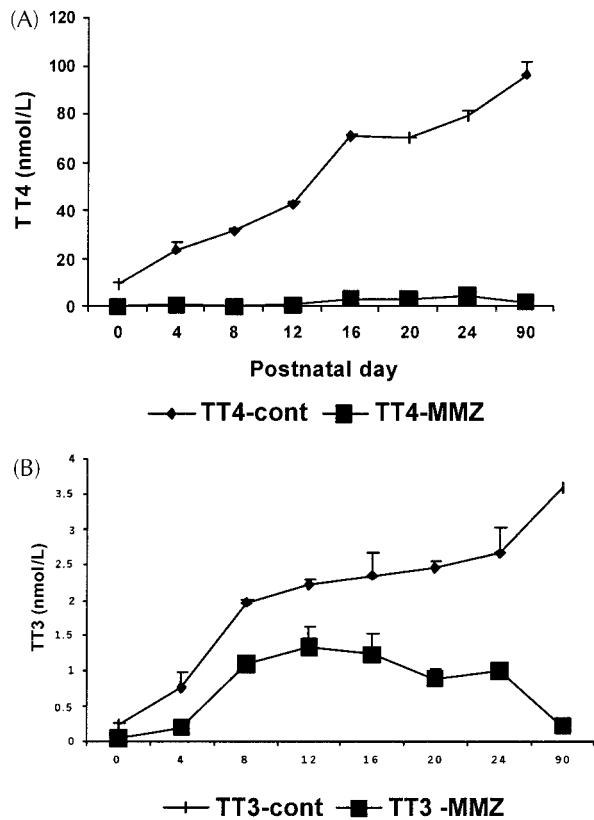 (A)
120
100
80
60
40
20
0
T T4 (nmol/L)
0 4 8 12 16 20 24 90
Postnatal day
TT4-cont TT4-MMZ
(B)
4
3.5
3
2.5
2
1.5
1
0.5
0
TT3 (nmol/L)
0 4 8 12 16 20 24 90
TT3-cont TT3 -MMZ